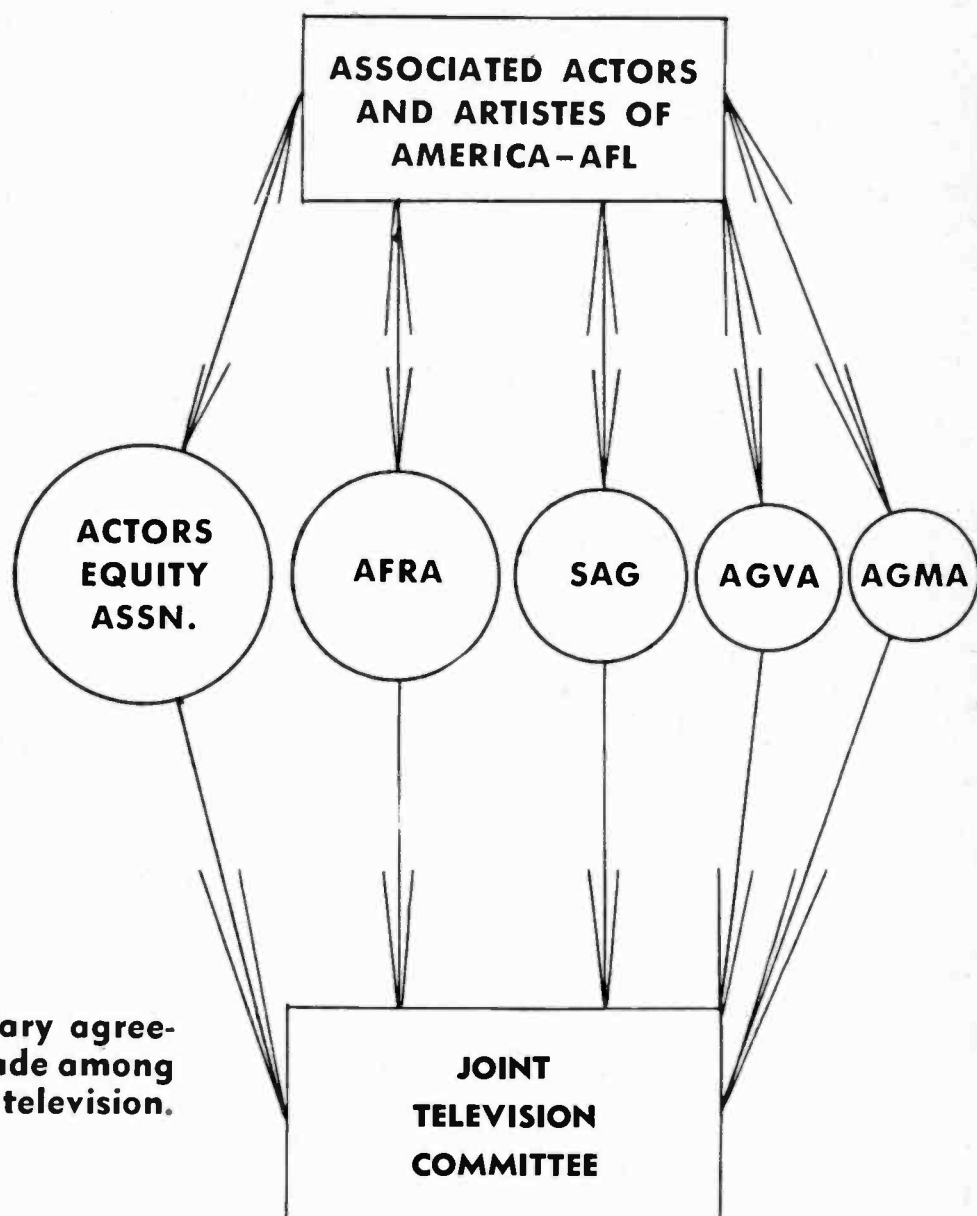 ASSOCIATED ACTORS
AND ARTISTES OF
AMERICA–AFL
ACTORS
EQUITY
ASSN.
AFRA
SAG
AGVA
AGMA
ary agree-
ade among
television.
JOINT
TELEVISION
COMMITTEE